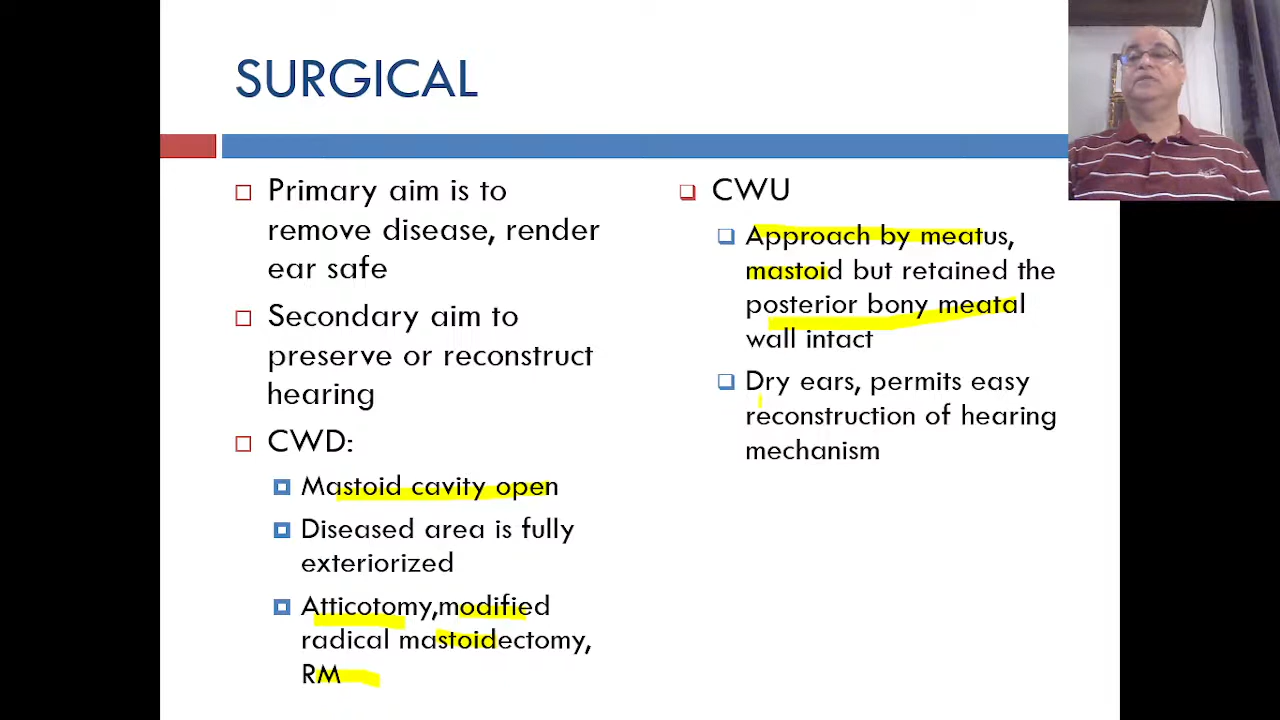 SURGICAL
Primary aim is to
remove disease, render
ear safe
Secondary aim to
preserve or reconstruct
hearing
CWD:
Mastoid cavity open
Diseased area is fully
exteriorized
Atticotomy,modified
radical mastoidectomy,
RM
CWU
Approach by meatus,
mastoid but retained the
posterior bony meatal
wall intact
Dry ears, permits easy
reconstruction of hearing
mechanism